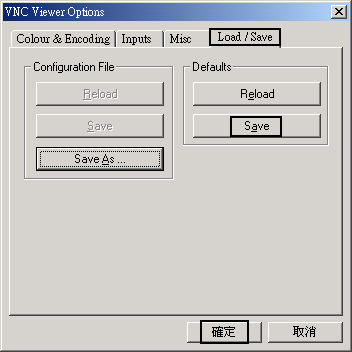 VNC Viewer Options
Colour & Encoding Inputs Misc Load / Save
Configuration File
Reload
Save
Save As ...
Defaults
Reload
Save
確定 取消